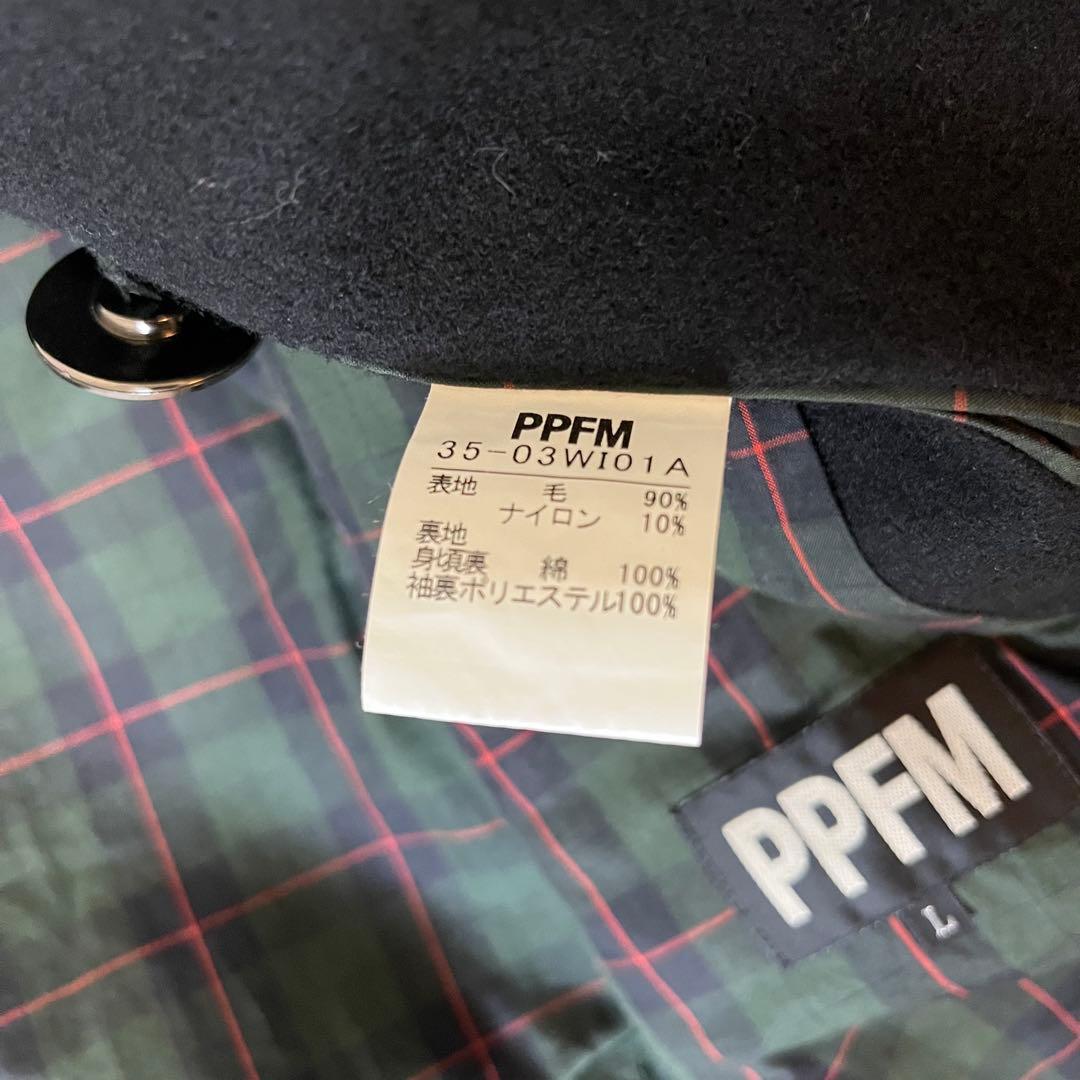 PPFM
35-03WI01A
表地 毛 90%
ナイロン 10%
裏地
身頃裏 綿 100%
袖裏ポリエステル100%
PPFM
L